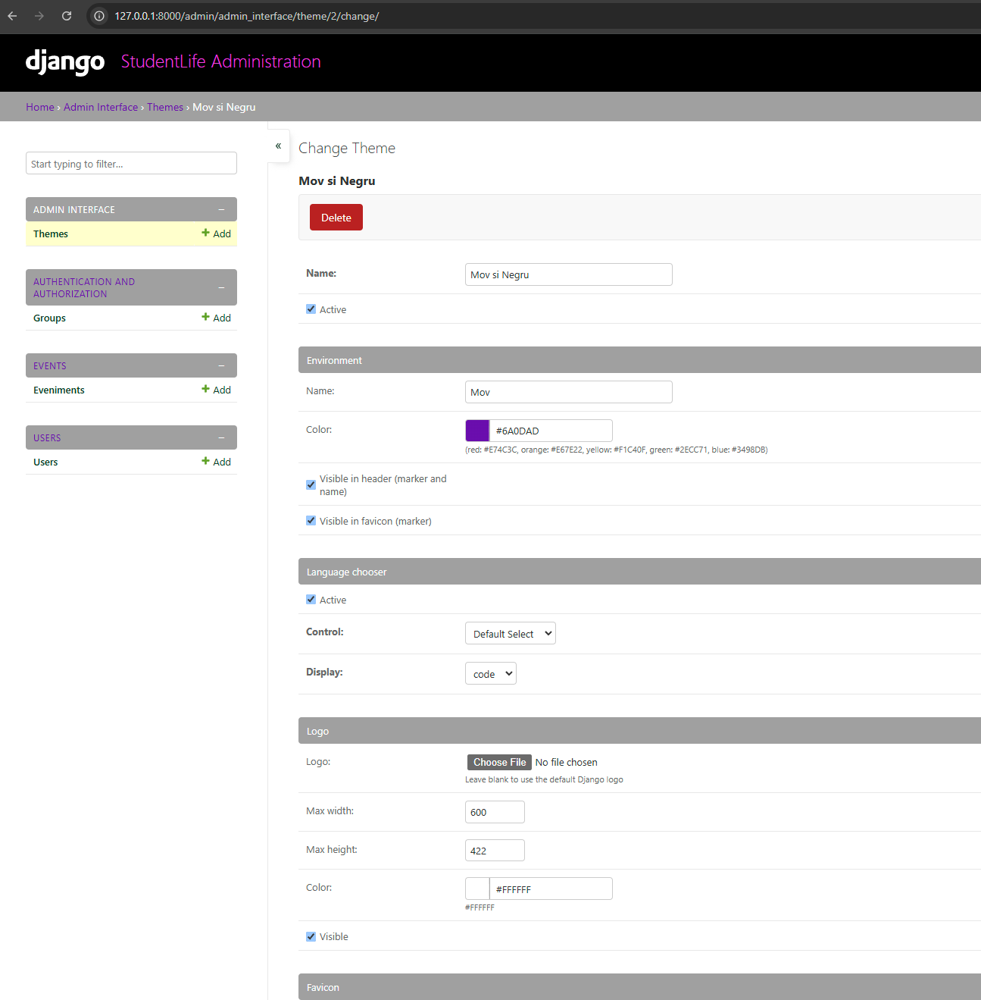 127.0.0.1:8000/admin/admin_interface/theme/2/change/
django StudentLife Administration
Home › Admin Interface › Themes › Mov si Negru
Start typing to filter...
ADMIN INTERFACE −
Themes + Add
AUTHENTICATION AND
AUTHORIZATION −
Groups + Add
EVENTS −
Eveniments + Add
USERS −
Users + Add
«
Change Theme
Mov si Negru
Delete
Name: Mov si Negru
Active
Environment
Name: Mov
Color: #6A0DAD
(red: #E74C3C, orange: #E67E22, yellow: #F1C40F, green: #2ECC71, blue: #3498DB)
Visible in header (marker and
name)
Visible in favicon (marker)
Language chooser
Active
Control: Default Select
Display: code
Logo
Logo: Choose File No file chosen
Leave blank to use the default Django logo
Max width: 600
Max height: 422
Color: #FFFFFF
#FFFFFF
Visible
Favicon